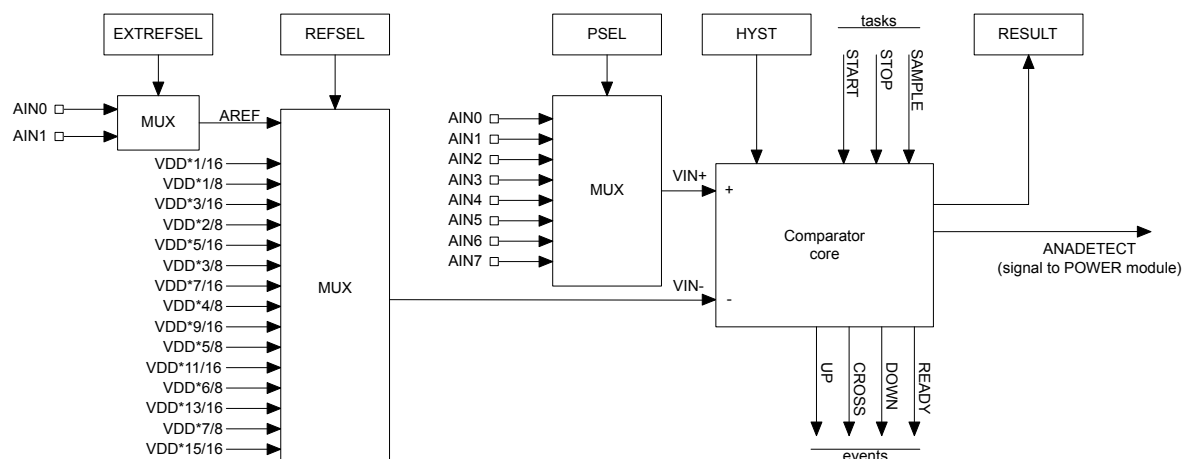 EXTREFSEL
REFSEL
PSEL
HYST
tasks
RESULT
START
STOP
SAMPLE
AIN0
AIN1
MUX
AREF
VDD*1/16
VDD*1/8
VDD*3/16
VDD*2/8
VDD*5/16
VDD*3/8
VDD*7/16
VDD*4/8
VDD*9/16
VDD*5/8
VDD*11/16
VDD*6/8
VDD*13/16
VDD*7/8
VDD*15/16
MUX
AIN0
AIN1
AIN2
AIN3
AIN4
AIN5
AIN6
AIN7
MUX
VIN+
VIN-
+
-
Comparator
core
ANADETECT
(signal to POWER module)
UP
CROSS
DOWN
READY
events